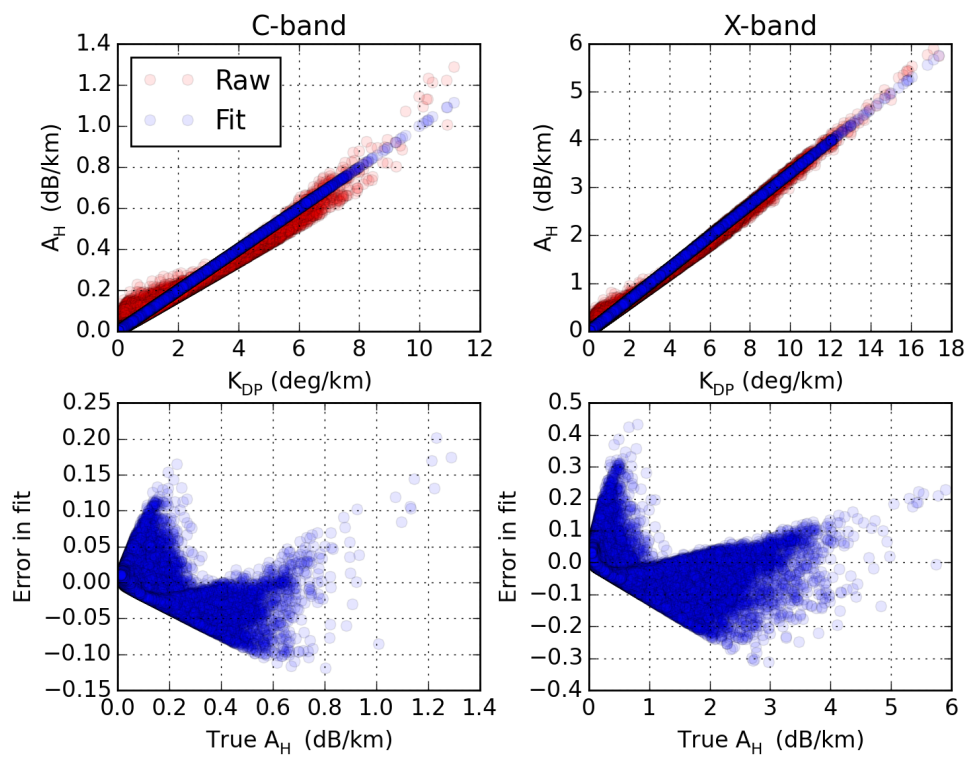 C-band
X-band
1.4
1.2
1.0
0.8
0.6
0.4
0.2
0.0
Raw
Fit
A_H (dB/km)
0 2 4 6 8 10 12
K_DP (deg/km)
6
5
4
3
2
1
0
A_H (dB/km)
0 2 4 6 8 10 12 14 16 18
K_DP (deg/km)
0.25
0.20
0.15
0.10
0.05
0.00
−0.05
−0.10
−0.15
Error in fit
0.0 0.2 0.4 0.6 0.8 1.0 1.2 1.4
True A_H (dB/km)
0.5
0.4
0.3
0.2
0.1
0.0
−0.1
−0.2
−0.3
−0.4
Error in fit
0 1 2 3 4 5 6
True A_H (dB/km)